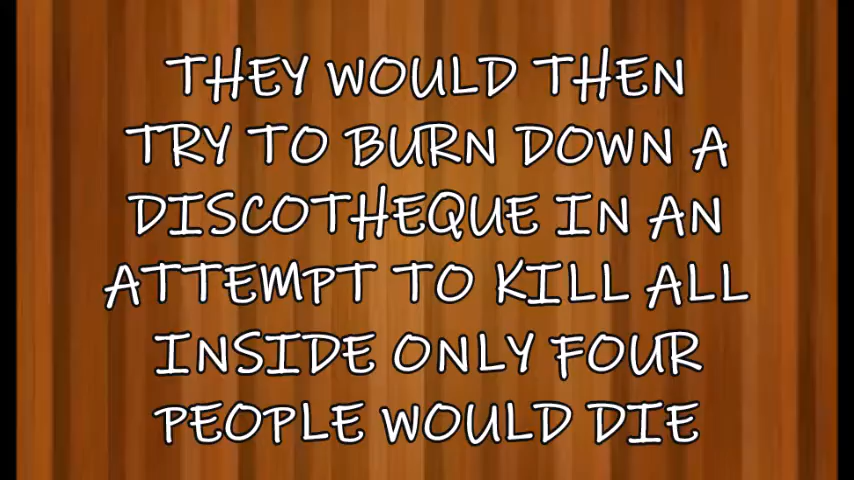 THEY WOULD THEN
TRY TO BURN DOWN A
DISCOTHEQUE IN AN
ATTEMPT TO KILL ALL
INSIDE ONLY FOUR
PEOPLE WOULD DIE